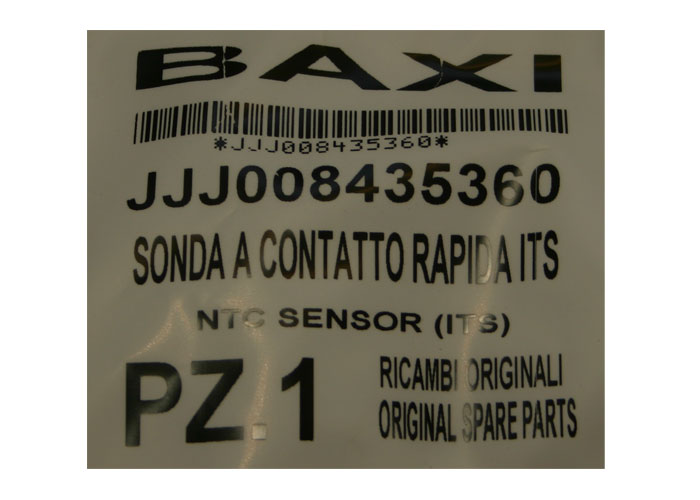 BAXI
*JJJ008435360*
JJJ008435360
SONDA A CONTATTO RAPIDA ITS
NTC SENSOR (ITS)
PZ.1
RICAMBI ORIGINALI
ORIGINAL SPARE PARTS